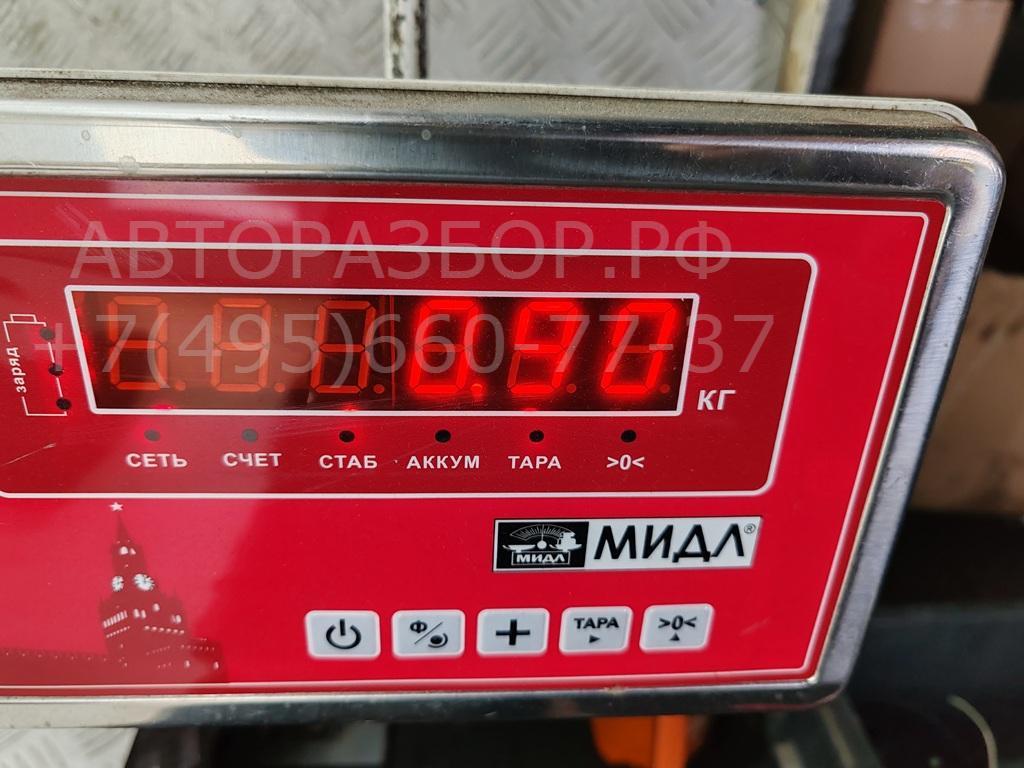 АВТОРАЗБОР.РФ
+7(495)660-77-37
0.90
КГ
заряд
СЕТЬ СЧЕТ СТАБ АККУМ ТАРА >0<
МИДЛ МИДЛ®
Ф ТАРА >0<